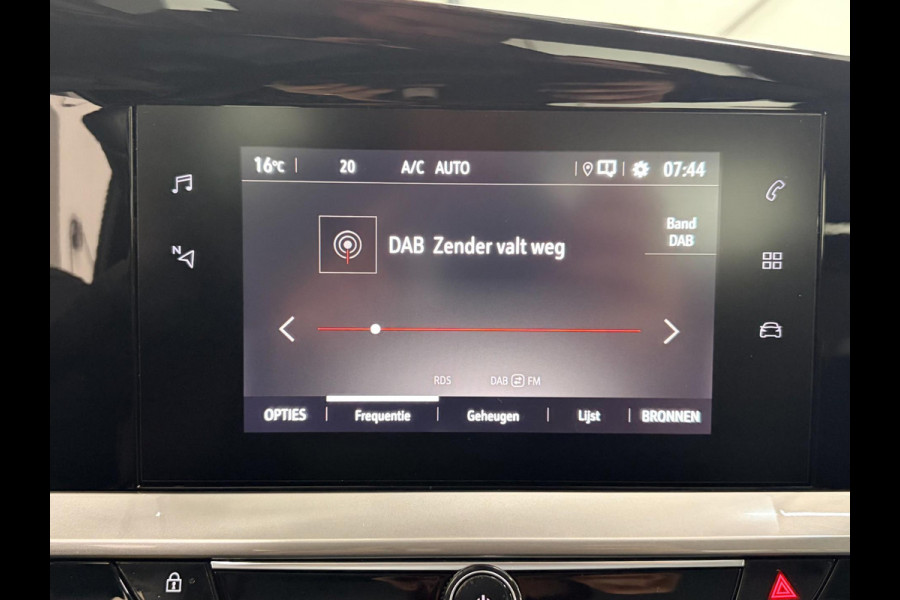 16°C 20 A/C AUTO 07:44
N
Band
DAB
DAB Zender valt weg
RDS DAB FM
OPTIES Frequentie Geheugen Lijst BRONNEN